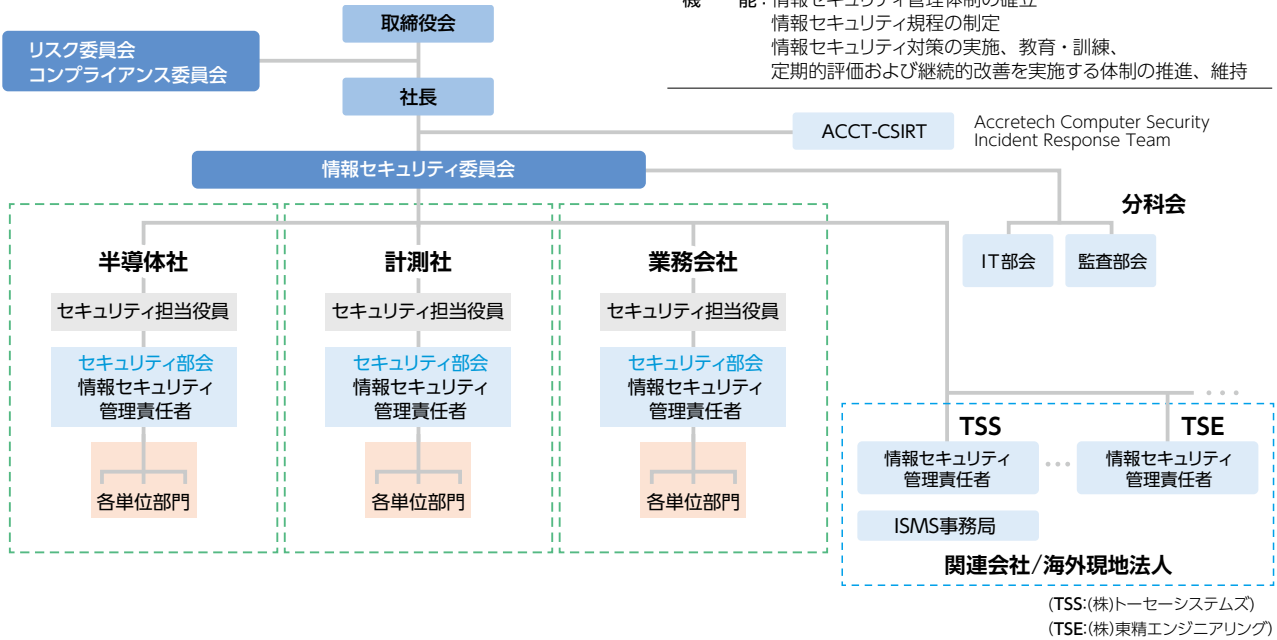 取締役会
リスク委員会
コンプライアンス委員会
社長
機　能：情報セキュリティ管理体制の確立
情報セキュリティ規程の制定
情報セキュリティ対策の実施、教育・訓練、
定期的評価および継続的改善を実施する体制の推進、維持
ACCT-CSIRT
Accretech Computer Security
Incident Response Team
情報セキュリティ委員会
分科会
IT部会
監査部会
半導体社
セキュリティ担当役員
セキュリティ部会
情報セキュリティ
管理責任者
各単位部門
計測社
セキュリティ担当役員
セキュリティ部会
情報セキュリティ
管理責任者
各単位部門
業務会社
セキュリティ担当役員
セキュリティ部会
情報セキュリティ
管理責任者
各単位部門
TSS
情報セキュリティ
管理責任者
ISMS事務局
TSE
情報セキュリティ
管理責任者
関連会社/海外現地法人
(TSS:(株)トーセーシステムズ)
(TSE:(株)東精エンジニアリング)